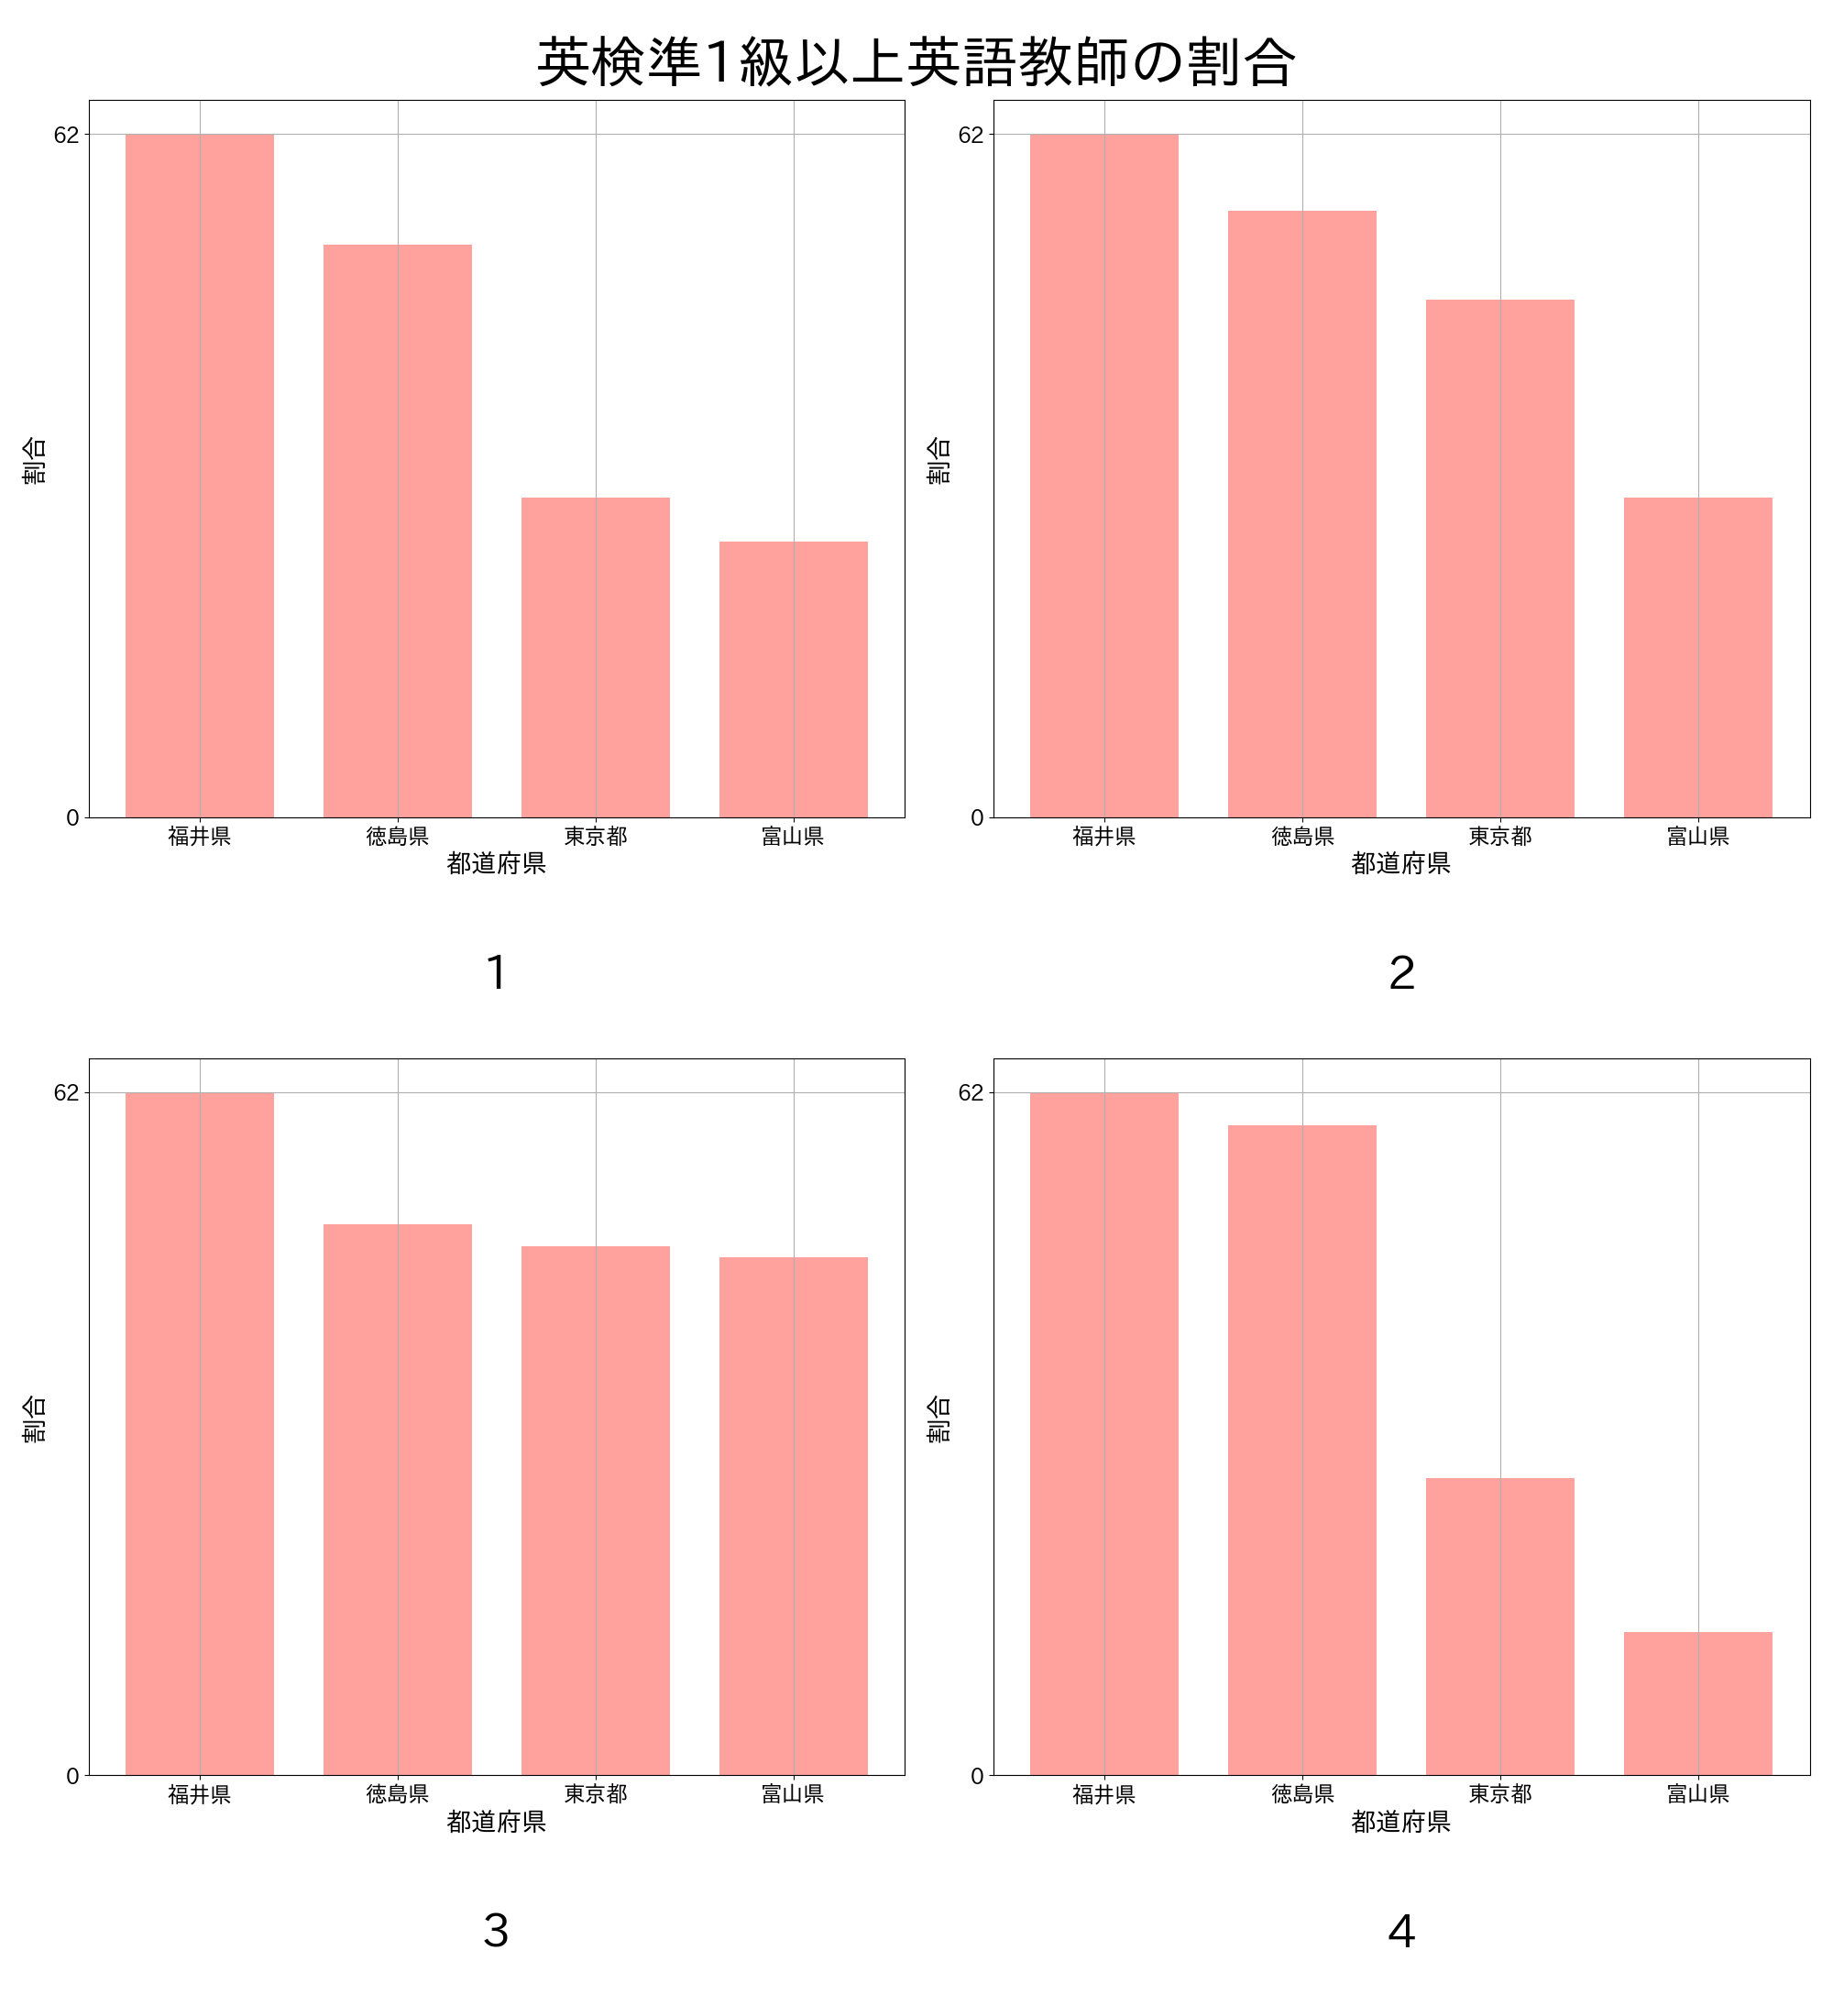 英検準1級以上英語教師の割合
62
0
割合
福井県 徳島県 東京都 富山県
都道府県
1
62
0
割合
福井県 徳島県 東京都 富山県
都道府県
2
62
0
割合
福井県 徳島県 東京都 富山県
都道府県
3
62
0
割合
福井県 徳島県 東京都 富山県
都道府県
4